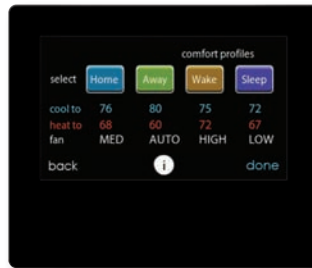 comfort profiles
select Home Away Wake Sleep
cool to 76 80 75 72
heat to 68 60 72 67
fan MED AUTO HIGH LOW
back i done